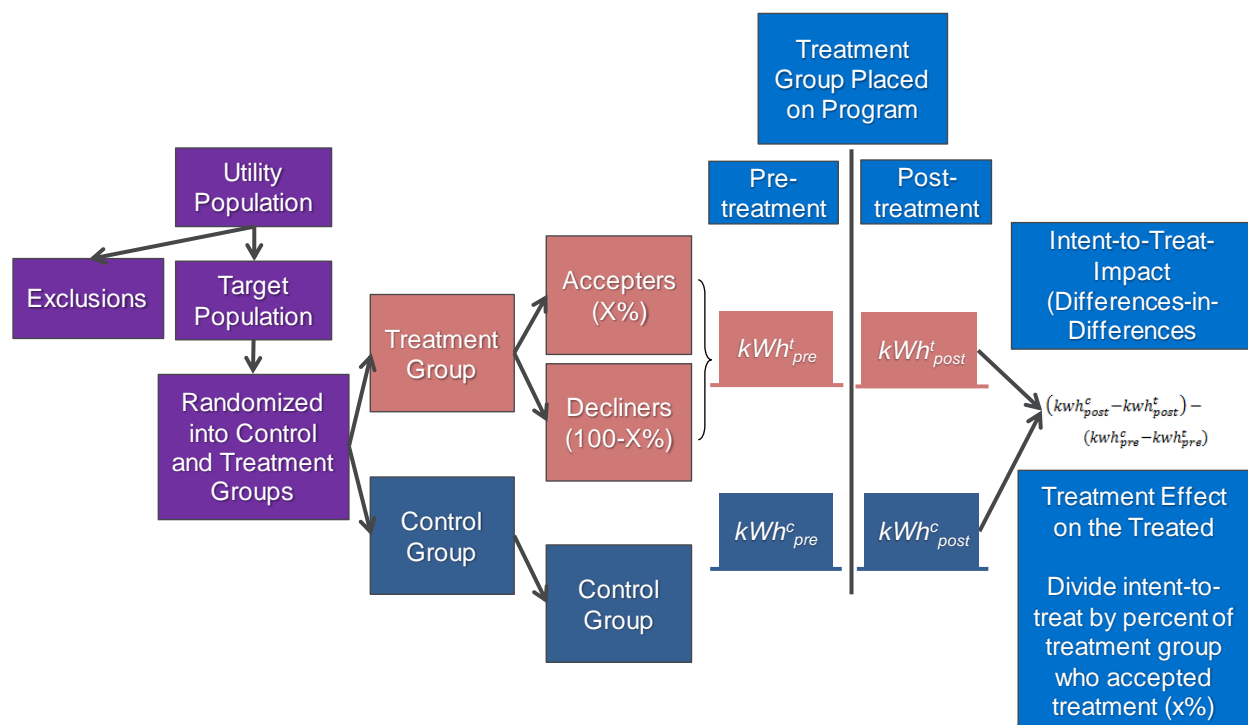 Treatment
Group Placed
on Program
Utility
Population
Pre-
treatment
Post-
treatment
Exclusions
Target
Population
Accepters
(X%)
Intent-to-Treat-
Impact
(Differences-in-
Differences
Treatment
Group
kWh^t_pre
kWh^t_post
Randomized
into Control
and Treatment
Groups
Decliners
(100-X%)
(kwh^c_post−kwh^t_post) −
(kwh^c_pre−kwh^t_pre)
Control
Group
Control
Group
kWh^c_pre
kWh^c_post
Treatment Effect
on the Treated
Divide intent-to-
treat by percent of
treatment group
who accepted
treatment (x%)